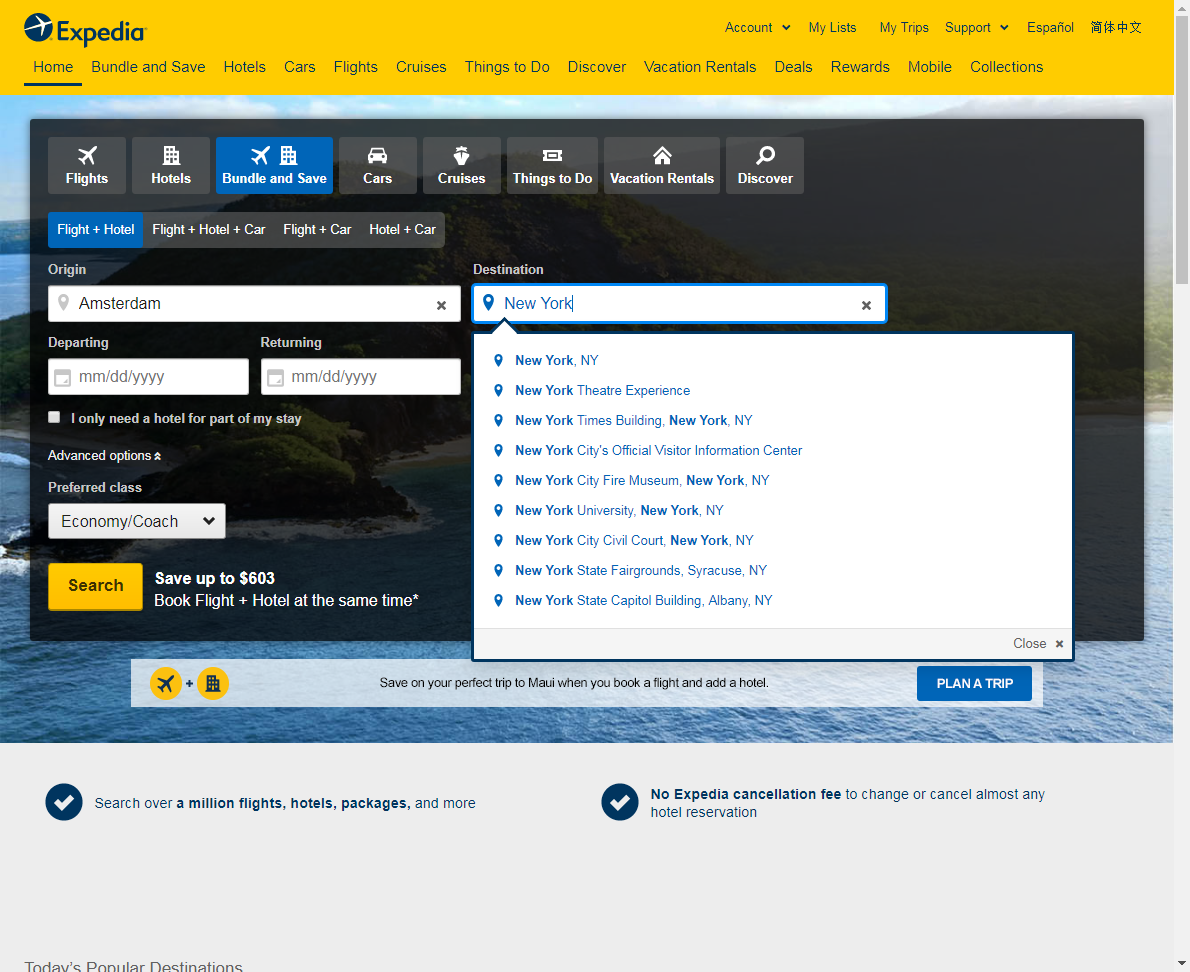 Expedia
Account My Lists My Trips Support Español 简体中文
Home Bundle and Save Hotels Cars Flights Cruises Things to Do Discover Vacation Rentals Deals Rewards Mobile Collections
Flights Hotels Bundle and Save Cars Cruises Things to Do Vacation Rentals Discover
Flight + Hotel Flight + Hotel + Car Flight + Car Hotel + Car
Origin Destination
Amsterdam New York
Departing Returning
mm/dd/yyyy mm/dd/yyyy
New York, NY
New York Theatre Experience
New York Times Building, New York, NY
New York City's Official Visitor Information Center
New York City Fire Museum, New York, NY
New York University, New York, NY
New York City Civil Court, New York, NY
New York State Fairgrounds, Syracuse, NY
New York State Capitol Building, Albany, NY
Close
I only need a hotel for part of my stay
Advanced options
Preferred class
Economy/Coach
Search
Save up to $603
Book Flight + Hotel at the same time*
+ Save on your perfect trip to Maui when you book a flight and add a hotel. PLAN A TRIP
Search over a million flights, hotels, packages, and more
No Expedia cancellation fee to change or cancel almost any
hotel reservation
Today's Popular Destinations